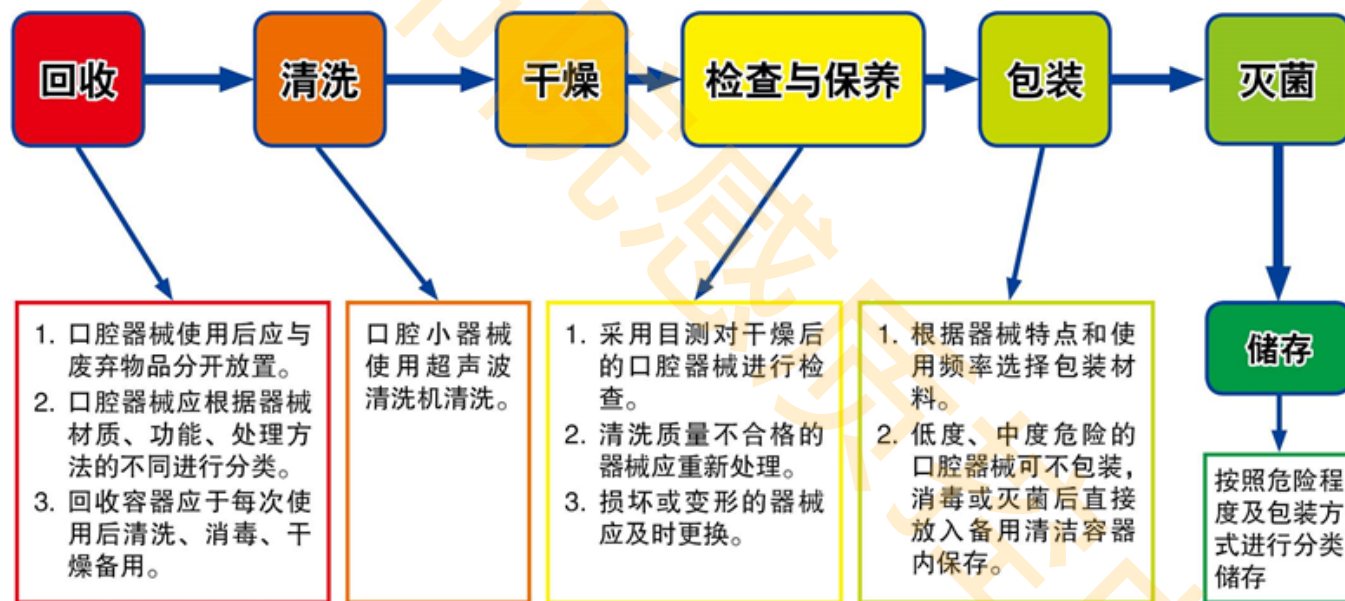 回收
清洗
干燥
检查与保养
包装
灭菌
1. 口腔器械使用后应与
废弃物品分开放置。
2. 口腔器械应根据器械
材质、功能、处理方
法的不同进行分类。
3. 回收容器应于每次使
用后清洗、消毒、干
燥备用。
口腔小器械
使用超声波
清洗机清洗。
1. 采用目测对干燥后
的口腔器械进行检
查。
2. 清洗质量不合格的
器械应重新处理。
3. 损坏或变形的器械
应及时更换。
1. 根据器械特点和使
用频率选择包装材
料。
2. 低度、中度危险的
口腔器械可不包装，
消毒或灭菌后直接
放入备用清洁容器
内保存。
储存
按照危险程
度及包装方
式进行分类
储存